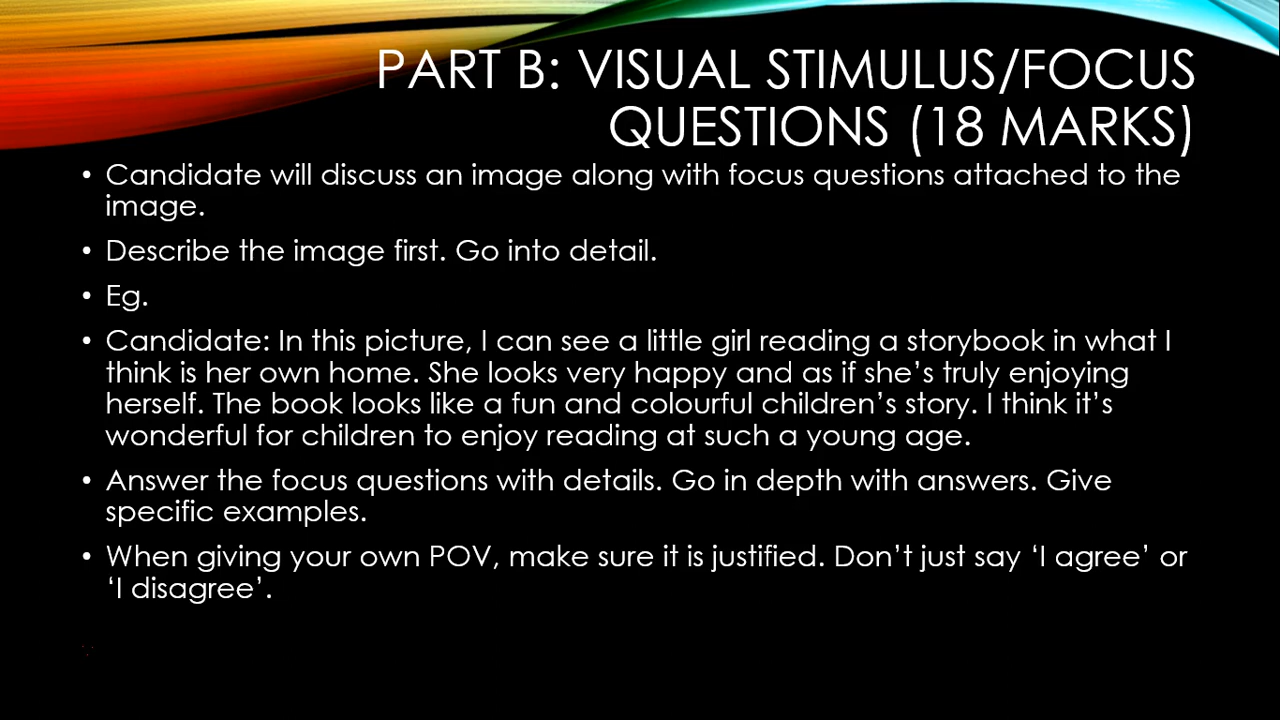 PART B: VISUAL STIMULUS/FOCUS
QUESTIONS (18 MARKS)
• Candidate will discuss an image along with focus questions attached to the
image.
• Describe the image first. Go into detail.
• Eg.
• Candidate: In this picture, I can see a little girl reading a storybook in what I
think is her own home. She looks very happy and as if she's truly enjoying
herself. The book looks like a fun and colourful children's story. I think it's
wonderful for children to enjoy reading at such a young age.
• Answer the focus questions with details. Go in depth with answers. Give
specific examples.
• When giving your own POV, make sure it is justified. Don't just say 'I agree' or
'I disagree'.